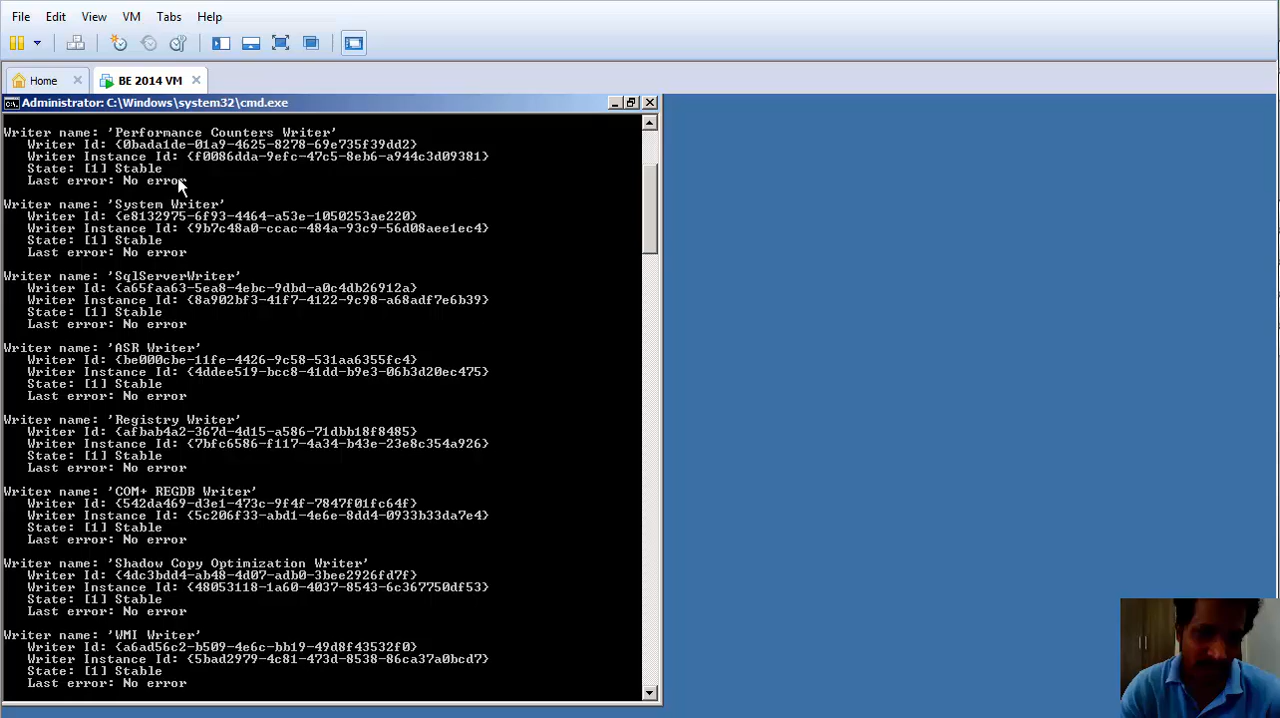 File Edit View VM Tabs Help
Home BE 2014 VM
Administrator: C:\Windows\system32\cmd.exe
Writer name: 'Performance Counters Writer'
Writer Id: {0bada1de-01a9-4625-8278-69e735f39dd2}
Writer Instance Id: {f0086dda-9efc-47c5-8eb6-a944c3d09381}
State: [1] Stable
Last error: No error
Writer name: 'System Writer'
Writer Id: {e8132975-6f93-4464-a53e-1050253ae220}
Writer Instance Id: {9b7c48a0-ccac-484a-93c9-56d08aee1ec4}
State: [1] Stable
Last error: No error
Writer name: 'SqlServerWriter'
Writer Id: {a65faa63-5ea8-4ebc-9dbd-a0c4db26912a}
Writer Instance Id: {8a902bf3-41f7-4122-9c98-a68adf7e6b39}
State: [1] Stable
Last error: No error
Writer name: 'ASR Writer'
Writer Id: {be000cbe-11fe-4426-9c58-531aa6355fc4}
Writer Instance Id: {4ddee519-bcc8-41dd-b9e3-06b3d20ec475}
State: [1] Stable
Last error: No error
Writer name: 'Registry Writer'
Writer Id: {afbab4a2-367d-4d15-a586-71dbb18f8485}
Writer Instance Id: {7bfc6586-f117-4a34-b43e-23e8c354a926}
State: [1] Stable
Last error: No error
Writer name: 'COM+ REGDB Writer'
Writer Id: {542da469-d3e1-473c-9f4f-7847f01fc64f}
Writer Instance Id: {5c206f33-abd1-4e6e-8dd4-0933b33da7e4}
State: [1] Stable
Last error: No error
Writer name: 'Shadow Copy Optimization Writer'
Writer Id: {4dc3bdd4-ab48-4d07-adb0-3bee2926fd7f}
Writer Instance Id: {48053118-1a60-4037-8543-6c367750df53}
State: [1] Stable
Last error: No error
Writer name: 'WMI Writer'
Writer Id: {a6ad56c2-b509-4e6c-bb19-49d8f43532f0}
Writer Instance Id: {5bad2979-4c81-473d-8538-86ca37a0bcd7}
State: [1] Stable
Last error: No error